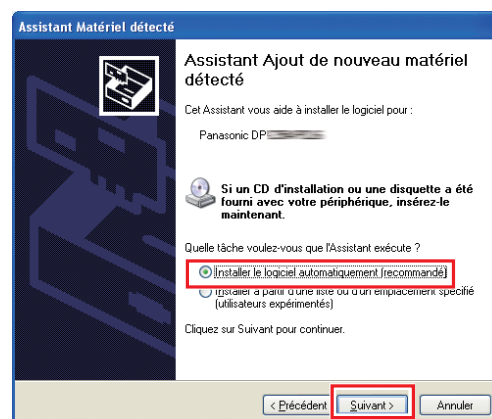 Assistant Matériel détecté
Assistant Ajout de nouveau matériel
détecté
Cet Assistant vous aide à installer le logiciel pour :
Panasonic DP
Si un CD d'installation ou une disquette a été
fourni avec votre périphérique, insérez-le
maintenant.
Quelle tâche voulez-vous que l'Assistant exécute ?
Installer le logiciel automatiquement (recommandé)
Installer à partir d'une liste ou d'un emplacement spécifié
(utilisateurs expérimentés)
Cliquez sur Suivant pour continuer.
< Précédent
Suivant >
Annuler